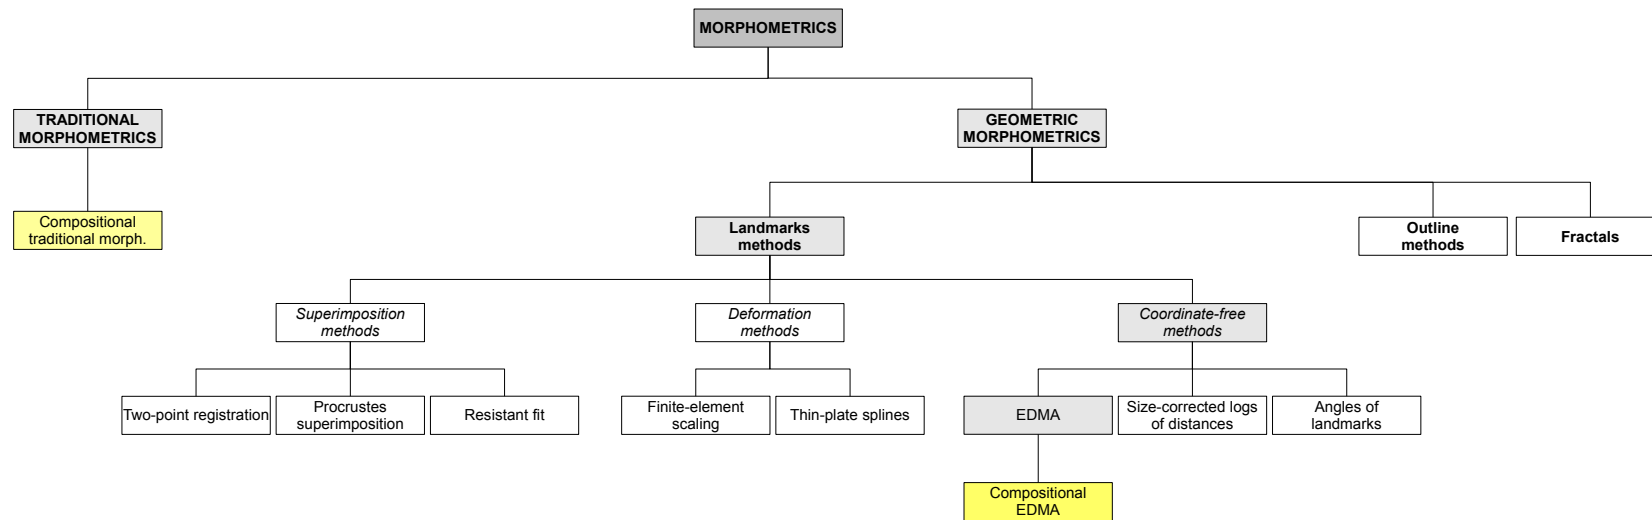 MORPHOMETRICS
TRADITIONAL
MORPHOMETRICS
GEOMETRIC
MORPHOMETRICS
Compositional
traditional morph.
Landmarks
methods
Outline
methods
Fractals
Superimposition
methods
Deformation
methods
Coordinate-free
methods
Two-point registration
Procrustes
superimposition
Resistant fit
Finite-element
scaling
Thin-plate splines
EDMA
Size-corrected logs
of distances
Angles of
landmarks
Compositional
EDMA